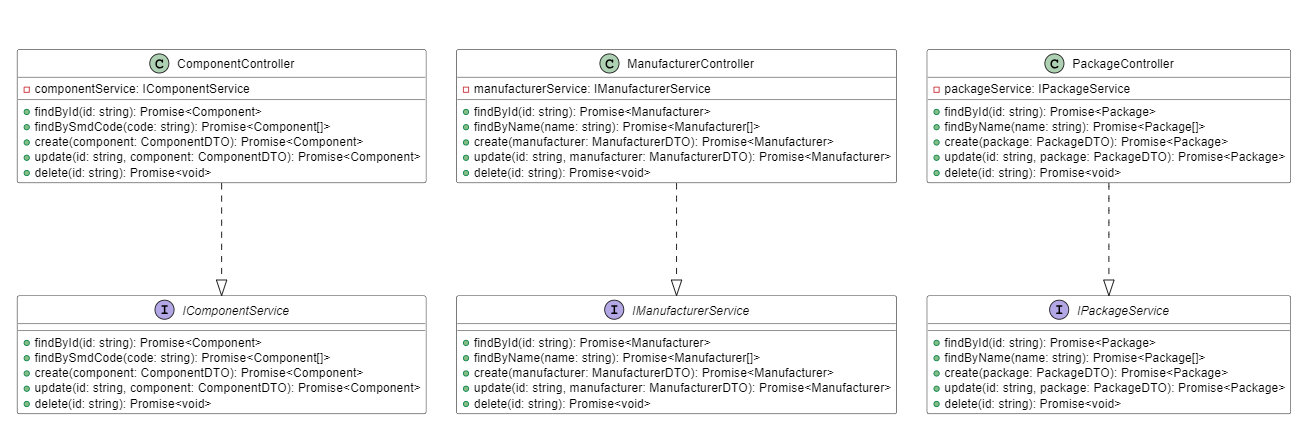 C ComponentController
componentService: IComponentService
findById(id: string): Promise<Component>
findBySmdCode(code: string): Promise<Component[]>
create(component: ComponentDTO): Promise<Component>
update(id: string, component: ComponentDTO): Promise<Component>
delete(id: string): Promise<void>
C ManufacturerController
manufacturerService: IManufacturerService
findById(id: string): Promise<Manufacturer>
findByName(name: string): Promise<Manufacturer[]>
create(manufacturer: ManufacturerDTO): Promise<Manufacturer>
update(id: string, manufacturer: ManufacturerDTO): Promise<Manufacturer>
delete(id: string): Promise<void>
C PackageController
packageService: IPackageService
findById(id: string): Promise<Package>
findByName(name: string): Promise<Package[]>
create(package: PackageDTO): Promise<Package>
update(id: string, package: PackageDTO): Promise<Package>
delete(id: string): Promise<void>
I IComponentService
findById(id: string): Promise<Component>
findBySmdCode(code: string): Promise<Component[]>
create(component: ComponentDTO): Promise<Component>
update(id: string, component: ComponentDTO): Promise<Component>
delete(id: string): Promise<void>
I IManufacturerService
findById(id: string): Promise<Manufacturer>
findByName(name: string): Promise<Manufacturer[]>
create(manufacturer: ManufacturerDTO): Promise<Manufacturer>
update(id: string, manufacturer: ManufacturerDTO): Promise<Manufacturer>
delete(id: string): Promise<void>
I IPackageService
findById(id: string): Promise<Package>
findByName(name: string): Promise<Package[]>
create(package: PackageDTO): Promise<Package>
update(id: string, package: PackageDTO): Promise<Package>
delete(id: string): Promise<void>